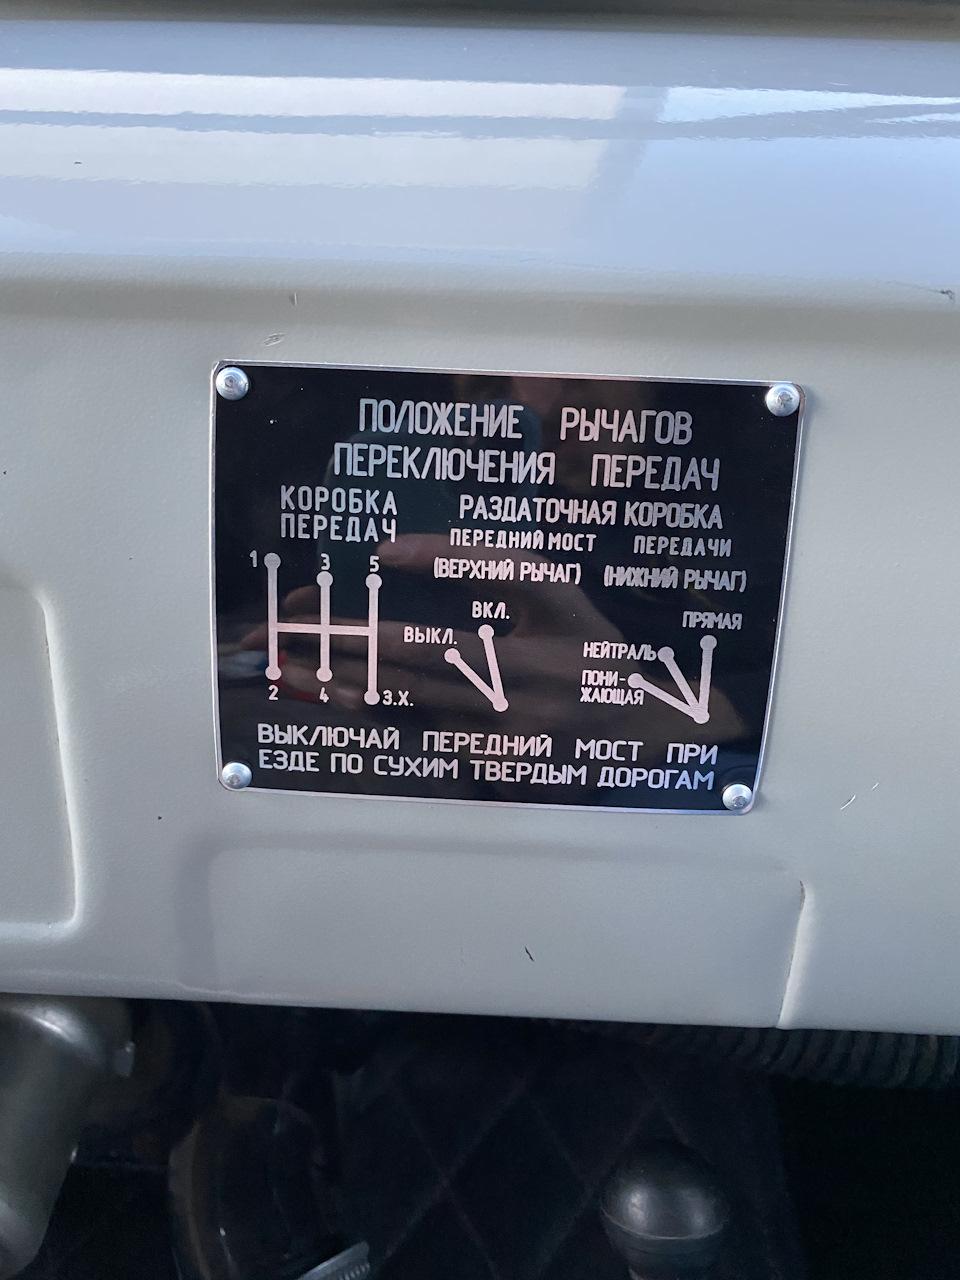 ПОЛОЖЕНИЕ РЫЧАГОВ
ПЕРЕКЛЮЧЕНИЯ ПЕРЕДАЧ
КОРОБКА
ПЕРЕДАЧ
1 3 5
2 4 З.Х.
РАЗДАТОЧНАЯ КОРОБКА
ПЕРЕДНИЙ МОСТ
(ВЕРХНИЙ РЫЧАГ)
ВКЛ.
ВЫКЛ.
ПЕРЕДАЧИ
(НИЖНИЙ РЫЧАГ)
ПРЯМАЯ
НЕЙТРАЛЬ
ПОНИ-
ЖАЮЩАЯ
ВЫКЛЮЧАЙ ПЕРЕДНИЙ МОСТ ПРИ
ЕЗДЕ ПО СУХИМ ТВЕРДЫМ ДОРОГАМ